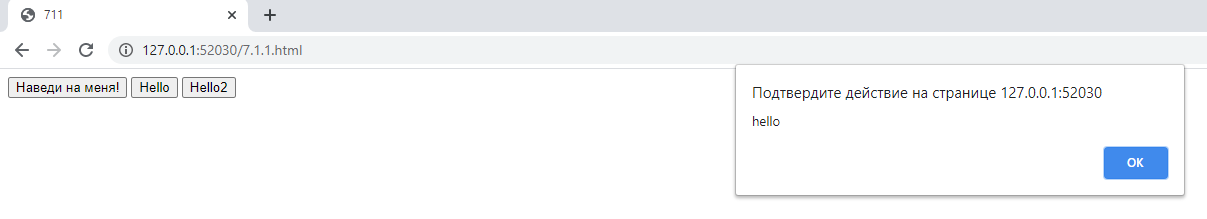 711
127.0.0.1:52030/7.1.1.html
Наведи на меня! Hello Hello2
Подтвердите действие на странице 127.0.0.1:52030
hello
ОК